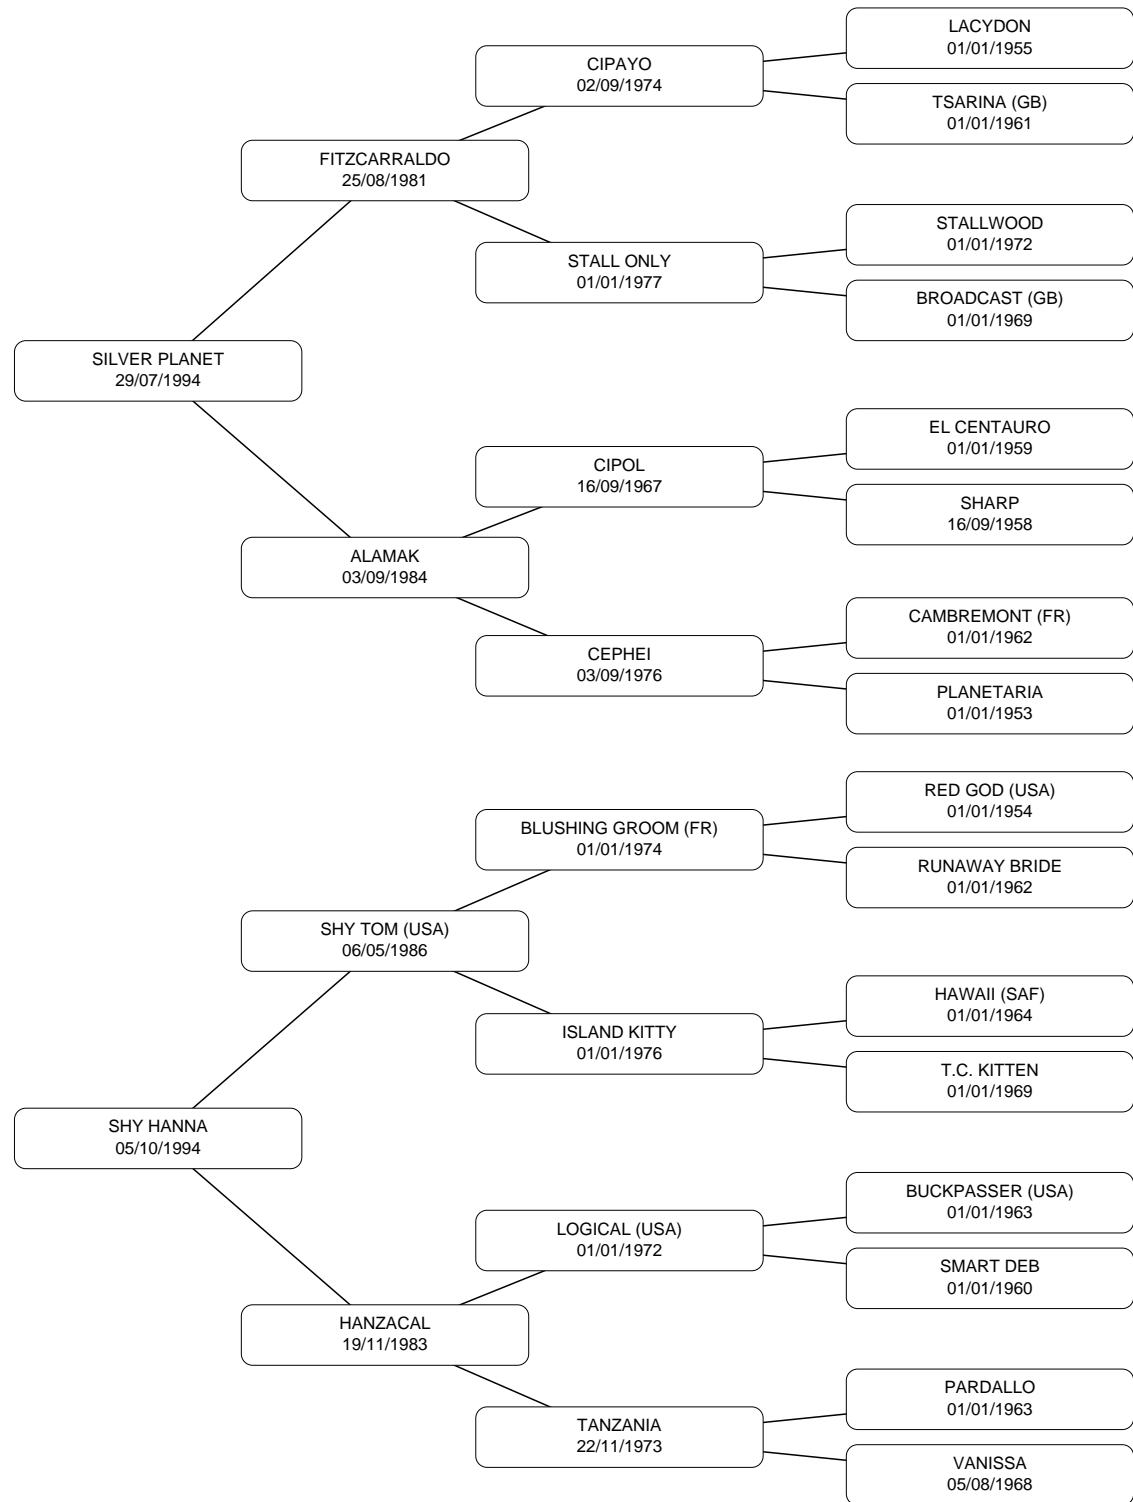 LACYDON
01/01/1955
CIPAYO
02/09/1974
TSARINA (GB)
01/01/1961
FITZCARRALDO
25/08/1981
STALLWOOD
01/01/1972
STALL ONLY
01/01/1977
BROADCAST (GB)
01/01/1969
SILVER PLANET
29/07/1994
EL CENTAURO
01/01/1959
CIPOL
16/09/1967
SHARP
16/09/1958
ALAMAK
03/09/1984
CAMBREMONT (FR)
01/01/1962
CEPHEI
03/09/1976
PLANETARIA
01/01/1953
RED GOD (USA)
01/01/1954
BLUSHING GROOM (FR)
01/01/1974
RUNAWAY BRIDE
01/01/1962
SHY TOM (USA)
06/05/1986
HAWAII (SAF)
01/01/1964
ISLAND KITTY
01/01/1976
T.C. KITTEN
01/01/1969
SHY HANNA
05/10/1994
BUCKPASSER (USA)
01/01/1963
LOGICAL (USA)
01/01/1972
SMART DEB
01/01/1960
HANZACAL
19/11/1983
PARDALLO
01/01/1963
TANZANIA
22/11/1973
VANISSA
05/08/1968